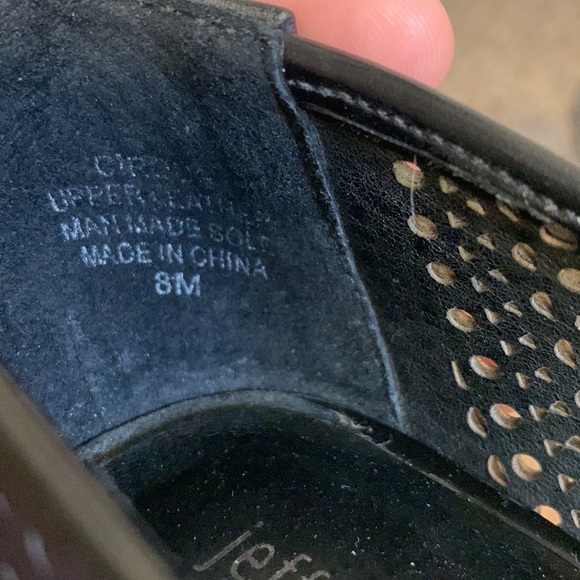 UPPER LEATHER
MAN MADE SOLE
MADE IN CHINA
8M
jeff